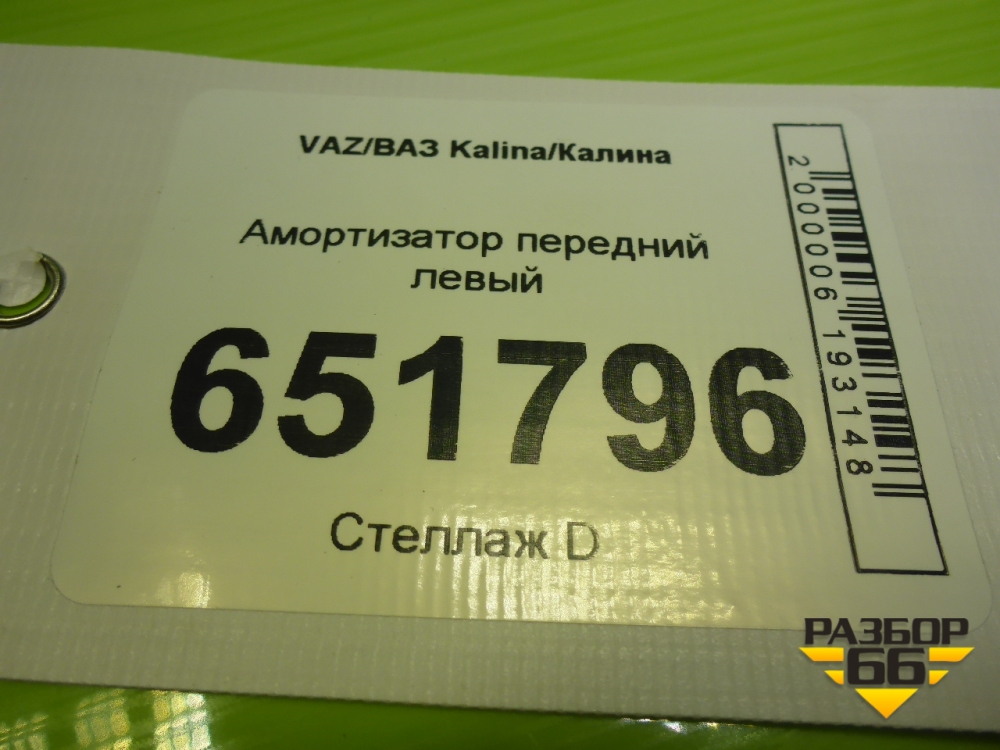 VAZ/ВАЗ Kalina/Калина
Амортизатор передний
левый
651796
Стеллаж D
2000006193148
РАЗБОР
66